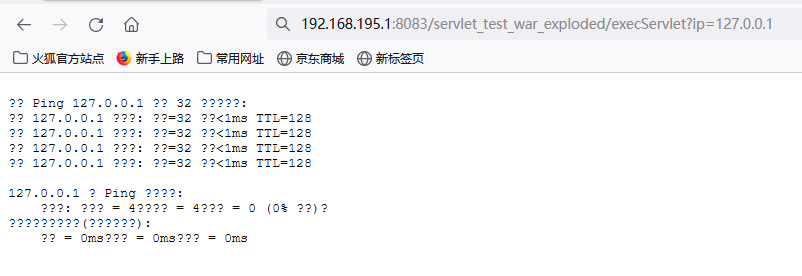 192.168.195.1:8083/servlet_test_war_exploded/execServlet?ip=127.0.0.1
火狐官方站点 新手上路 常用网址 京东商城 新标签页
?? Ping 127.0.0.1 ?? 32 ?????:
?? 127.0.0.1 ???: ??=32 ??<1ms TTL=128
?? 127.0.0.1 ???: ??=32 ??<1ms TTL=128
?? 127.0.0.1 ???: ??=32 ??<1ms TTL=128
?? 127.0.0.1 ???: ??=32 ??<1ms TTL=128
127.0.0.1 ? Ping ????:
???: ??? = 4???? = 4??? = 0 (0% ??)?
?????????(??????):
?? = 0ms??? = 0ms??? = 0ms